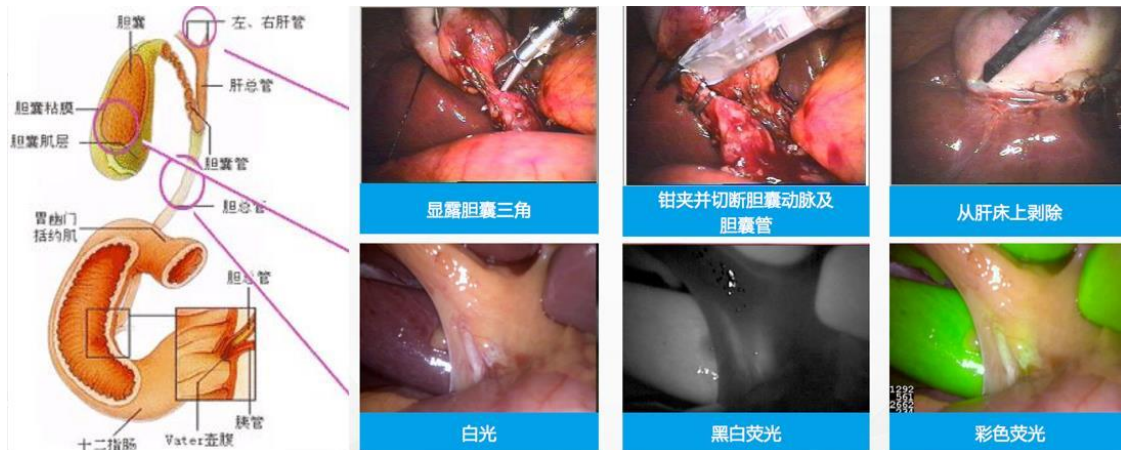 胆囊
左、右肝管
肝总管
胆囊粘膜
胆囊肌层
胆囊管
胆总管
胃幽门
括约肌
胆总管
胰管
十二指肠
Vater壶腹
显露胆囊三角
钳夹并切断胆囊动脉及
胆囊管
从肝床上剥除
白光
黑白荧光
彩色荧光
1292
561